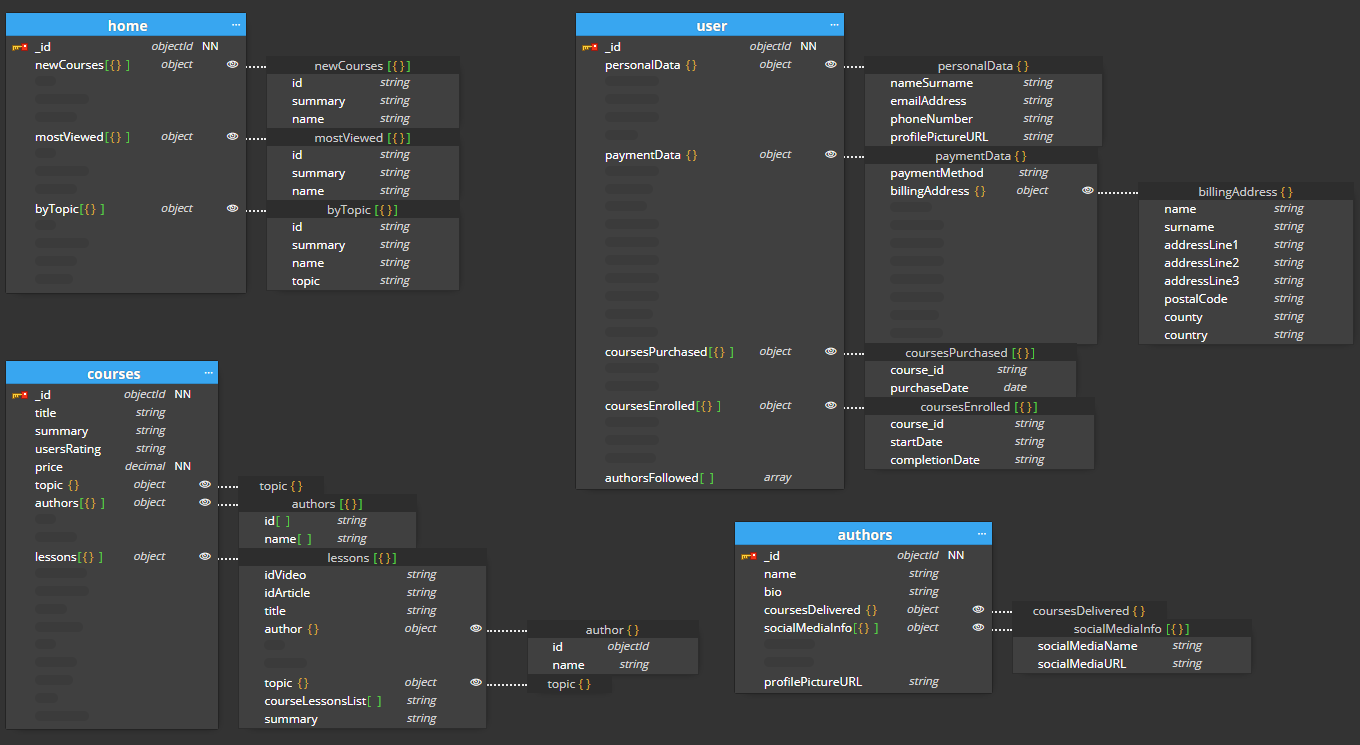 home ...
_id objectId NN
newCourses[{} ] object
newCourses [{}]
id string
summary string
name string
mostViewed[{} ] object
mostViewed [{}]
id string
summary string
name string
byTopic[{} ] object
byTopic [{}]
id string
summary string
name string
topic string
user ...
_id objectId NN
personalData {} object
personalData {}
nameSurname string
emailAddress string
phoneNumber string
profilePictureURL string
paymentData {} object
paymentData {}
paymentMethod string
billingAddress {} object
billingAddress {}
name string
surname string
addressLine1 string
addressLine2 string
addressLine3 string
postalCode string
county string
country string
coursesPurchased[{} ] object
coursesPurchased [{}]
course_id string
purchaseDate date
coursesEnrolled[{} ] object
coursesEnrolled [{}]
course_id string
startDate string
completionDate string
authorsFollowed[ ] array
courses ...
_id objectId NN
title string
summary string
usersRating string
price decimal NN
topic {} object
topic {}
authors[{} ] object
authors [{}]
id[ ] string
name[ ] string
lessons[{} ] object
lessons [{}]
idVideo string
idArticle string
title string
author {} object
author {}
id objectId
name string
topic {} object
topic {}
courseLessonsList[ ] string
summary string
authors ...
_id objectId NN
name string
bio string
coursesDelivered {} object
coursesDelivered {}
socialMediaInfo[{} ] object
socialMediaInfo [{}]
socialMediaName string
socialMediaURL string
profilePictureURL string